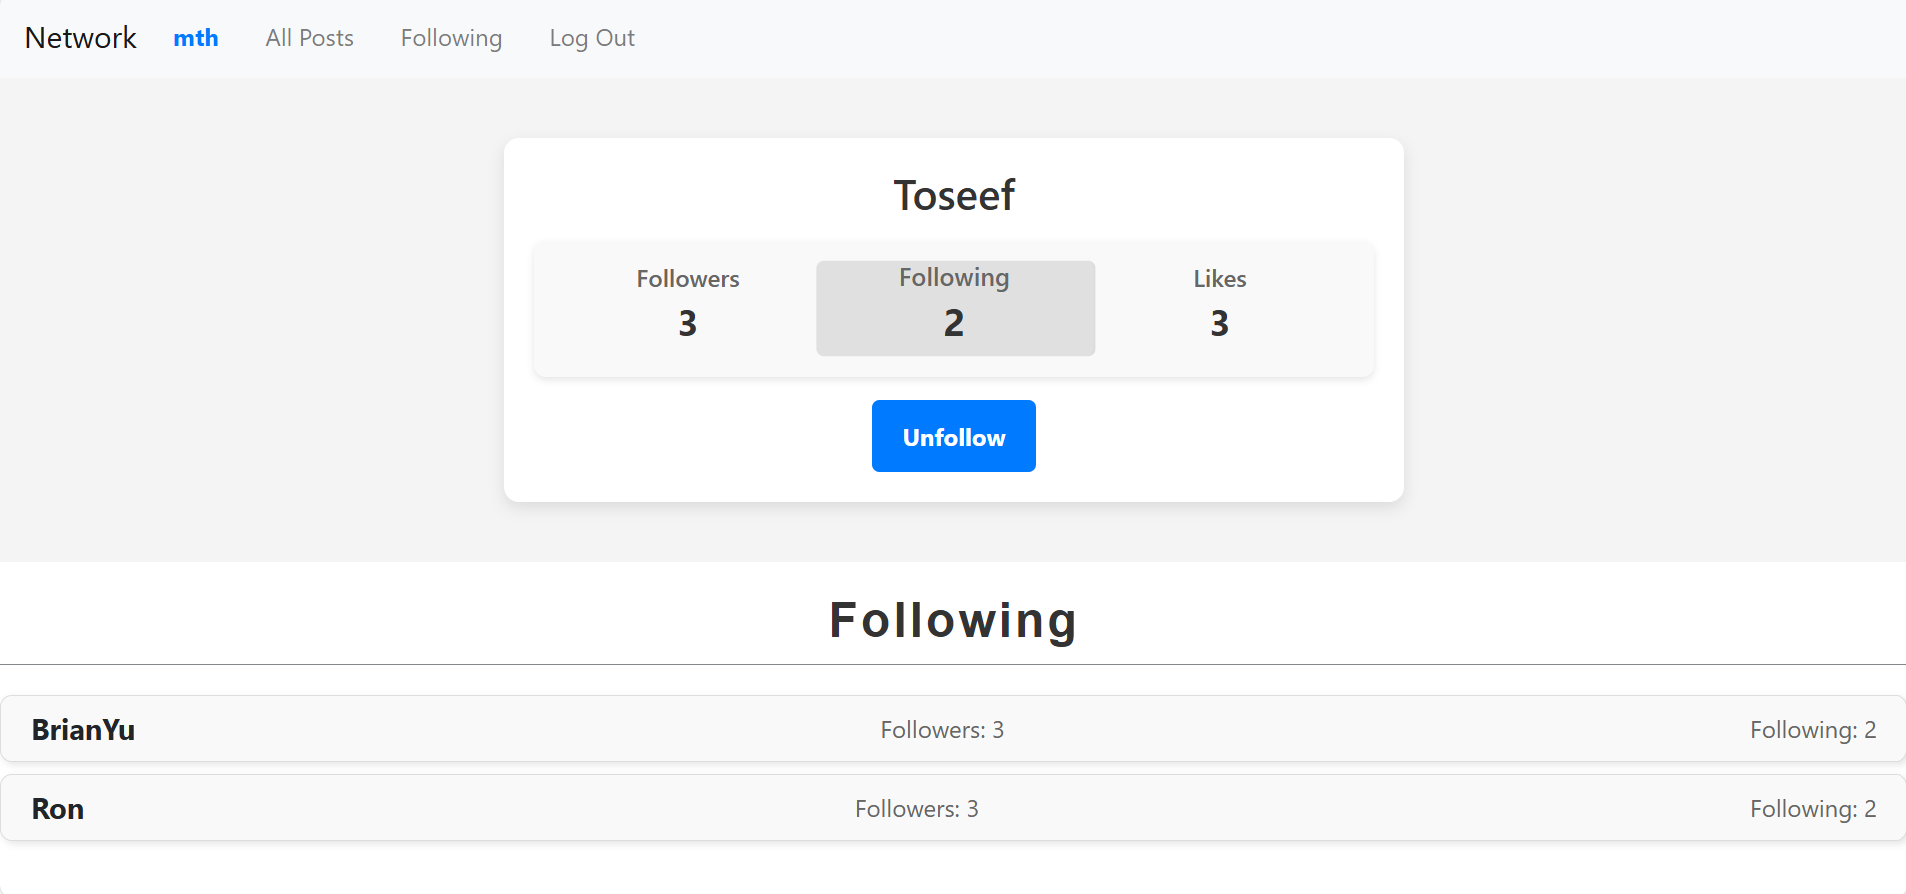 Network mth All Posts Following Log Out
Toseef
Followers Following Likes
3 2 3
Unfollow
Following
BrianYu Followers: 3 Following: 2
Ron Followers: 3 Following: 2